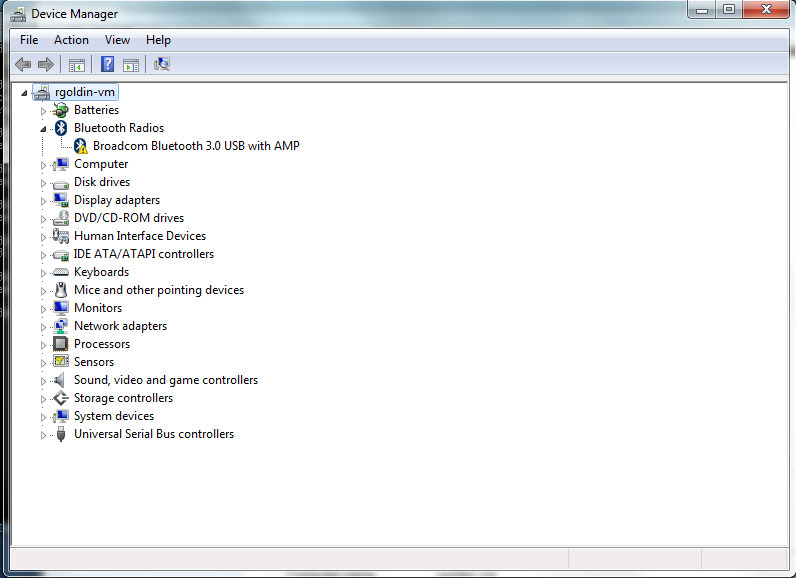 Device Manager
File Action View Help
rgoldin-vm
Batteries
Bluetooth Radios
Broadcom Bluetooth 3.0 USB with AMP
Computer
Disk drives
Display adapters
DVD/CD-ROM drives
Human Interface Devices
IDE ATA/ATAPI controllers
Keyboards
Mice and other pointing devices
Monitors
Network adapters
Processors
Sensors
Sound, video and game controllers
Storage controllers
System devices
Universal Serial Bus controllers